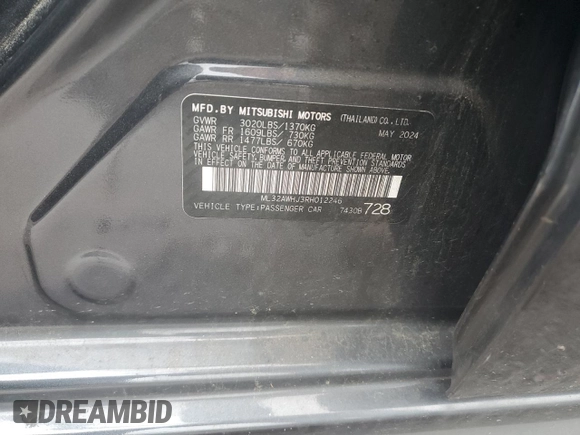 MFD.BY MITSUBISHI MOTORS (THAILAND) CO.,LTD.
GVWR 3020LBS/1370KG MAY 2024
GAWR FR 1609LBS/ 730KG
GAWR RR 1477LBS/ 670KG
THIS VEHICLE CONFORMS TO ALL APPLICABLE FEDERAL MOTOR
VEHICLE SAFETY, BUMPER, AND THEFT PREVENTION STANDARDS
IN EFFECT ON THE DATE OF MANUFACTURE SHOWN ABOVE.
ML32AWHJ3RH012246
VEHICLE TYPE:PASSENGER CAR 7430B 728
DREAMBID